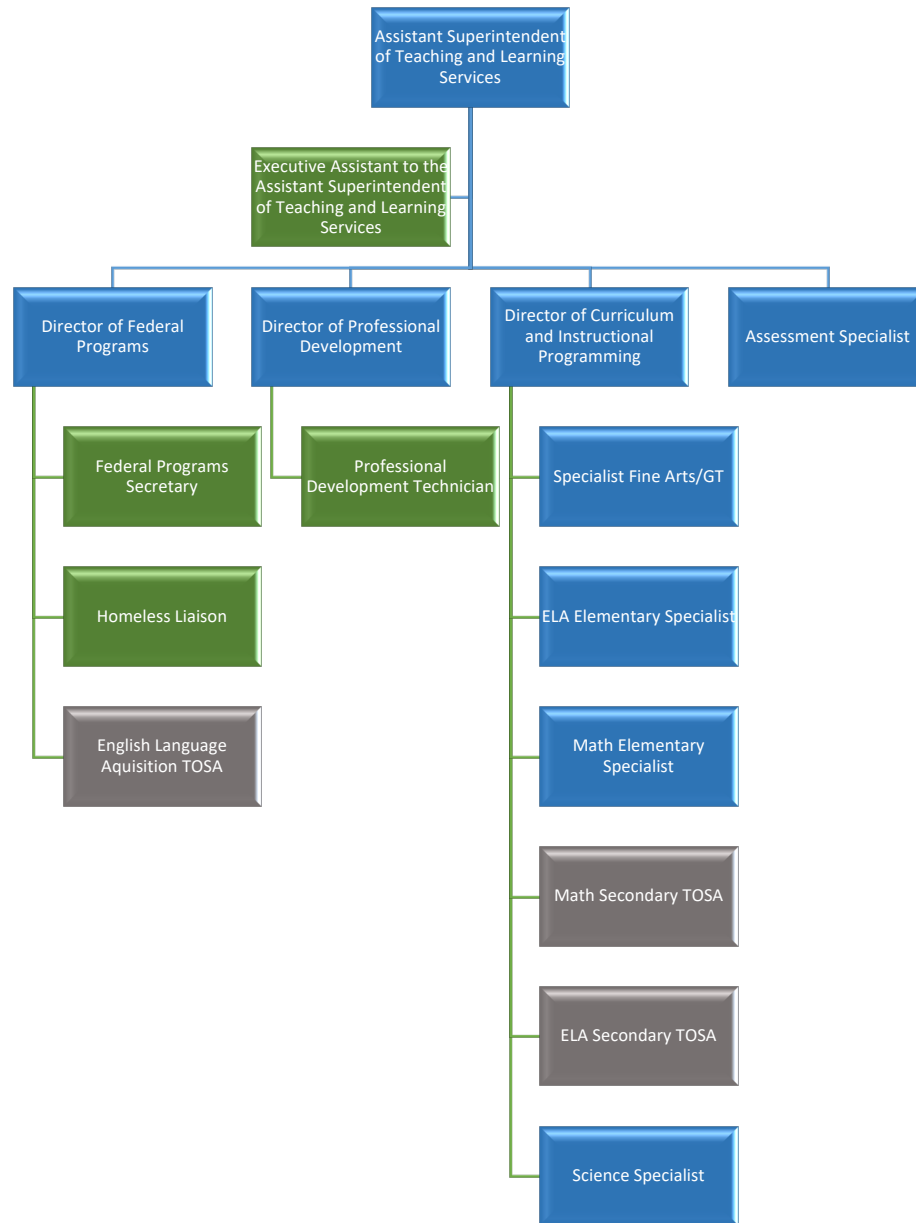 Assistant Superintendent
of Teaching and Learning
Services
Executive Assistant to the
Assistant Superintendent
of Teaching and Learning
Services
Director of Federal
Programs
Director of Professional
Development
Director of Curriculum
and Instructional
Programming
Assessment Specialist
Federal Programs
Secretary
Professional
Development Technician
Specialist Fine Arts/GT
Homeless Liaison
ELA Elementary Specialist
English Language
Aquisition TOSA
Math Elementary
Specialist
Math Secondary TOSA
ELA Secondary TOSA
Science Specialist